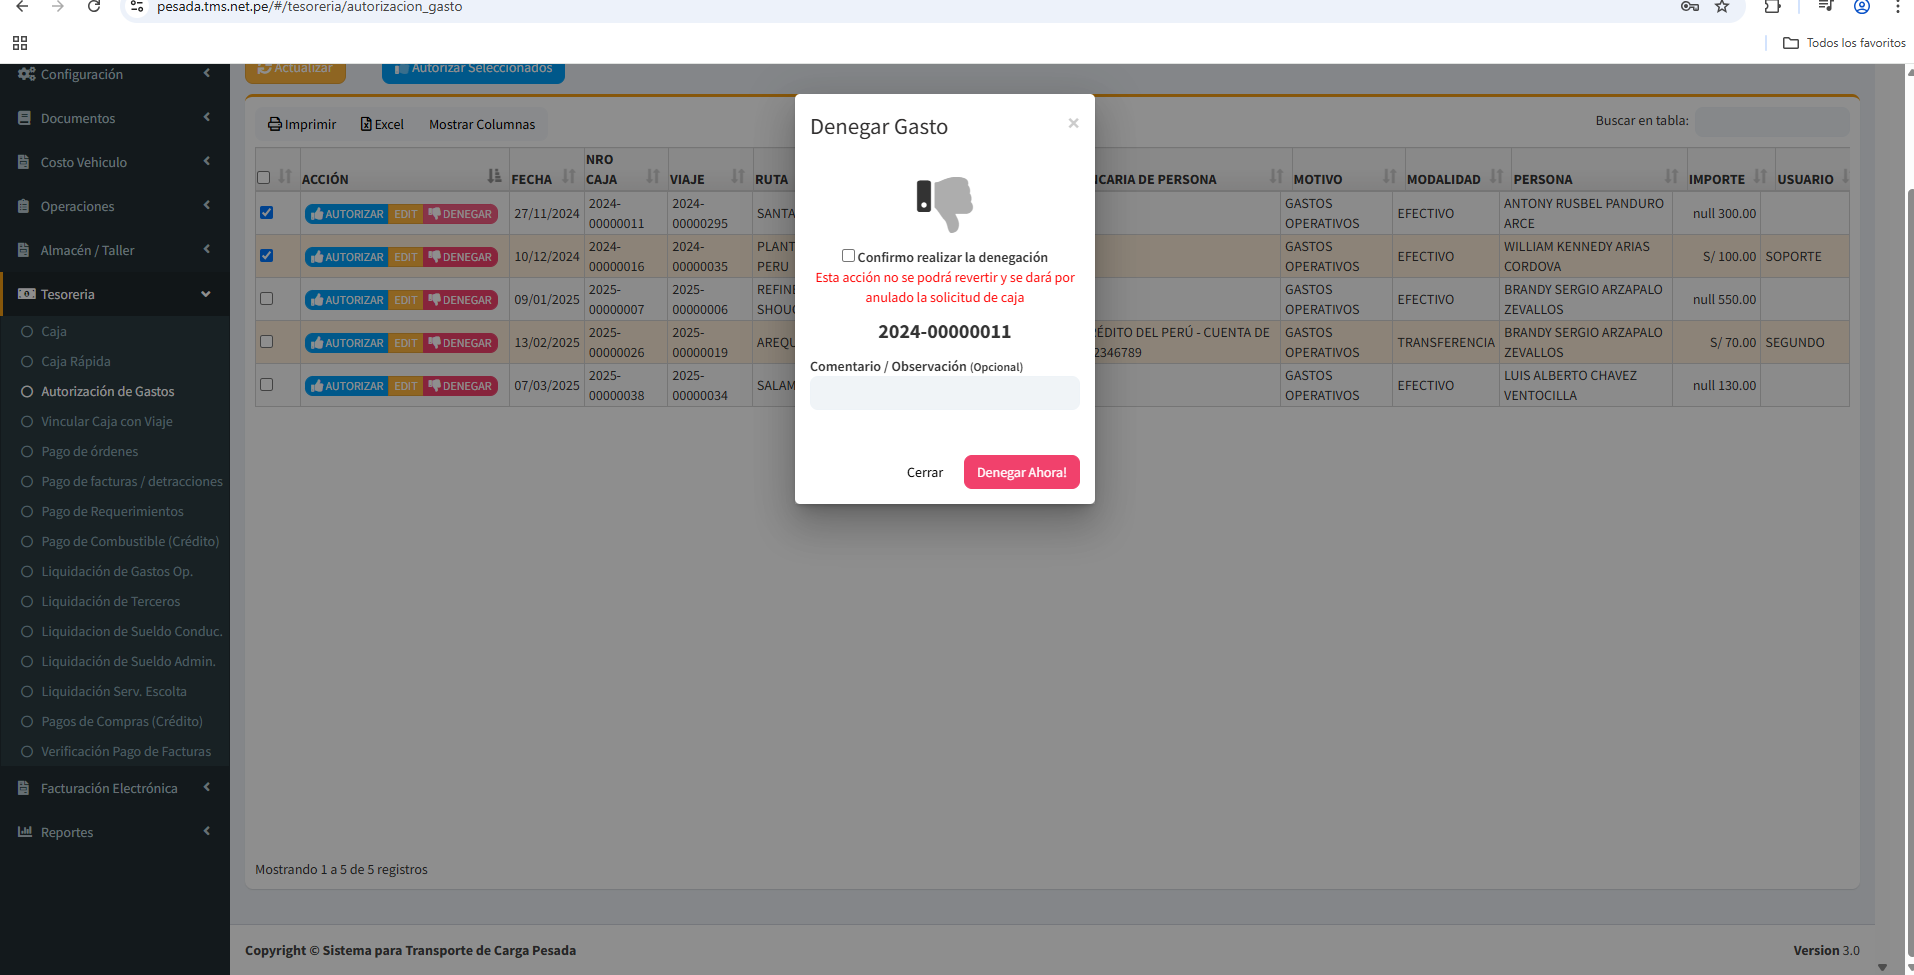 pesada.tms.net.pe/#/tesoreria/autorizacion_gasto
Todos los favoritos
Configuración
Documentos
Costo Vehiculo
Operaciones
Almacén / Taller
Tesoreria
Caja
Caja Rápida
Autorización de Gastos
Vincular Caja con Viaje
Pago de órdenes
Pago de facturas / detracciones
Pago de Requerimientos
Pago de Combustible (Crédito)
Liquidación de Gastos Op.
Liquidación de Terceros
Liquidacion de Sueldo Conduc.
Liquidación de Sueldo Admin.
Liquidación Serv. Escolta
Pagos de Compras (Crédito)
Verificación Pago de Facturas
Facturación Electrónica
Reportes
Actualizar
Autorizar Seleccionados
Imprimir Excel Mostrar Columnas
Buscar en tabla:
ACCIÓN FECHA NRO CAJA VIAJE RUTA ICARIA DE PERSONA MOTIVO MODALIDAD PERSONA IMPORTE USUARIO
AUTORIZAR EDIT DENEGAR 27/11/2024 2024-00000011 2024-00000295 SANTA GASTOS OPERATIVOS EFECTIVO ANTONY RUSBEL PANDURO ARCE null 300.00
AUTORIZAR EDIT DENEGAR 10/12/2024 2024-00000016 2024-00000035 PLANT PERU GASTOS OPERATIVOS EFECTIVO WILLIAM KENNEDY ARIAS CORDOVA S/ 100.00 SOPORTE
AUTORIZAR EDIT DENEGAR 09/01/2025 2025-00000007 2025-00000006 REFINE SHOUG GASTOS OPERATIVOS EFECTIVO BRANDY SERGIO ARZAPALO ZEVALLOS null 550.00
AUTORIZAR EDIT DENEGAR 13/02/2025 2025-00000026 2025-00000019 AREQU RÉDITO DEL PERÚ - CUENTA DE 2346789 GASTOS OPERATIVOS TRANSFERENCIA BRANDY SERGIO ARZAPALO ZEVALLOS S/ 70.00 SEGUNDO
AUTORIZAR EDIT DENEGAR 07/03/2025 2025-00000038 2025-00000034 SALAM GASTOS OPERATIVOS EFECTIVO LUIS ALBERTO CHAVEZ VENTOCILLA null 130.00
Denegar Gasto
×
Confirmo realizar la denegación
Esta acción no se podrá revertir y se dará por
anulado la solicitud de caja
2024-00000011
Comentario / Observación (Opcional)
Cerrar
Denegar Ahora!
Mostrando 1 a 5 de 5 registros
Copyright © Sistema para Transporte de Carga Pesada
Version 3.0